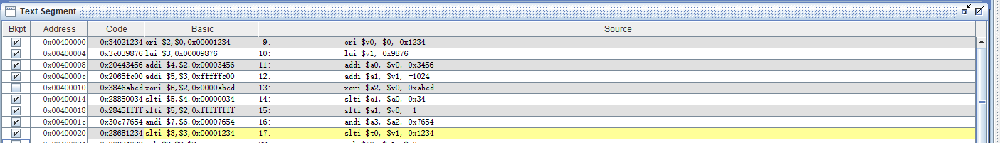 Text Segment
Bkpt Address Code Basic Source
0x00400000 0x34021234 ori $2,$0,0x00001234 9: ori $v0, $0, 0x1234
0x00400004 0x3c039876 lui $3,0x00009876 10: lui $v1, 0x9876
0x00400008 0x20443456 addi $4,$2,0x00003456 11: addi $a0, $v0, 0x3456
0x0040000c 0x2065fc00 addi $5,$3,0xfffffc00 12: addi $a1, $v1, -1024
0x00400010 0x3846abcd xori $6,$2,0x0000abcd 13: xori $a2, $v0, 0xabcd
0x00400014 0x28850034 slti $5,$4,0x00000034 14: slti $a1, $a0, 0x34
0x00400018 0x2845ffff slti $5,$2,0xffffffff 15: slti $a1, $v0, -1
0x0040001c 0x30c77654 andi $7,$6,0x00007654 16: andi $a3, $a2, 0x7654
0x00400020 0x28681234 slti $8,$3,0x00001234 17: slti $t0, $v1, 0x1234